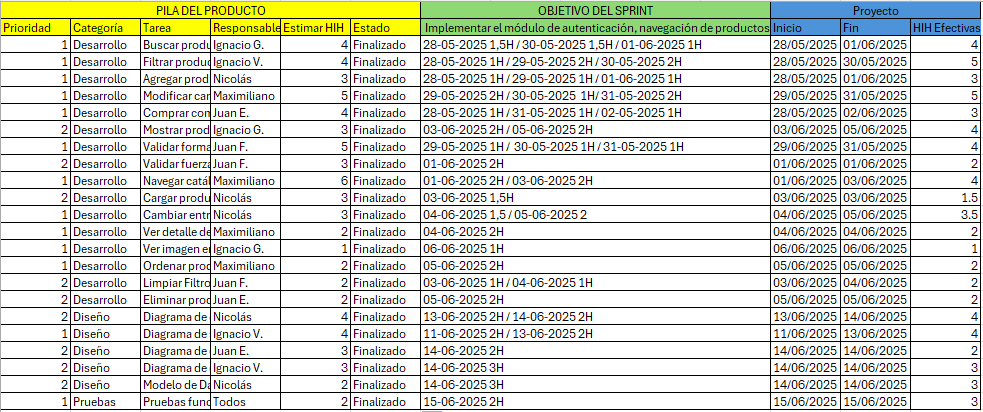 PILA DEL PRODUCTO OBJETIVO DEL SPRINT Proyecto
Prioridad Categoría Tarea Responsable Estimar HIH Estado Implementar el módulo de autenticación, navegación de productos Inicio Fin HIH Efectivas
1 Desarrollo Buscar produ Ignacio G. 4 Finalizado 28-05-2025 1,5H / 30-05-2025 1,5H / 01-06-2025 1H 28/05/2025 01/06/2025 4
1 Desarrollo Filtrar produc Ignacio V. 4 Finalizado 28-05-2025 1H / 29-05-2025 2H / 30-05-2025 2H 28/05/2025 30/05/2025 5
1 Desarrollo Agregar prod Nicolás 3 Finalizado 28-05-2025 1H / 29-05-2025 1H / 01-06-2025 1H 28/05/2025 01/06/2025 3
1 Desarrollo Modificar car Maximiliano 5 Finalizado 29-05-2025 2H / 30-05-2025 1H/ 31-05-2025 2H 29/05/2025 31/05/2025 5
1 Desarrollo Comprar con Juan E. 4 Finalizado 28-05-2025 1H / 31-05-2025 1H / 02-05-2025 1H 28/05/2025 02/06/2025 3
2 Desarrollo Mostrar prod Ignacio G. 3 Finalizado 03-06-2025 2H / 05-06-2025 2H 03/06/2025 05/06/2025 4
1 Desarrollo Validar forma Juan F. 5 Finalizado 29-05-2025 1H / 30-05-2025 1H / 31-05-2025 1H 29/06/2025 31/05/2025 4
2 Desarrollo Validar fuerza Juan F. 3 Finalizado 01-06-2025 2H 01/06/2025 01/06/2025 2
1 Desarrollo Navegar catál Maximiliano 6 Finalizado 01-06-2025 2H / 03-06-2025 2H 01/06/2025 03/06/2025 4
2 Desarrollo Cargar produ Nicolás 3 Finalizado 03-06-2025 1,5H 03/06/2025 03/06/2025 1.5
1 Desarrollo Cambiar entr Nicolás 3 Finalizado 04-06-2025 1,5 / 05-06-2025 2 04/06/2025 05/06/2025 3.5
1 Desarrollo Ver detalle de Maximiliano 2 Finalizado 04-06-2025 2H 04/06/2025 04/06/2025 2
1 Desarrollo Ver imagen e Ignacio G. 1 Finalizado 06-06-2025 1H 06/06/2025 06/06/2025 1
1 Desarrollo Ordenar proc Maximiliano 2 Finalizado 05-06-2025 2H 05/06/2025 05/06/2025 2
2 Desarrollo Limpiar Filtro Juan F. 2 Finalizado 03-06-2025 1H / 04-06-2025 1H 03/06/2025 04/06/2025 2
2 Desarrollo Eliminar prod Juan E. 2 Finalizado 05-06-2025 2H 05/06/2025 05/06/2025 2
2 Diseño Diagrama de Nicolás 4 Finalizado 13-06-2025 2H / 14-06-2025 2H 13/06/2025 14/06/2025 4
1 Diseño Diagrama de Ignacio V. 4 Finalizado 11-06-2025 2H / 13-06-2025 2H 11/06/2025 13/06/2025 4
2 Diseño Diagrama de Juan E. 3 Finalizado 14-06-2025 2H 14/06/2025 14/06/2025 2
2 Diseño Diagrama de Ignacio V. 3 Finalizado 14-06-2025 3H 14/06/2025 14/06/2025 3
2 Diseño Modelo de Da Nicolás 2 Finalizado 14-06-2025 3H 14/06/2025 14/06/2025 3
1 Pruebas Pruebas func Todos 2 Finalizado 15-06-2025 2H 15/06/2025 15/06/2025 3